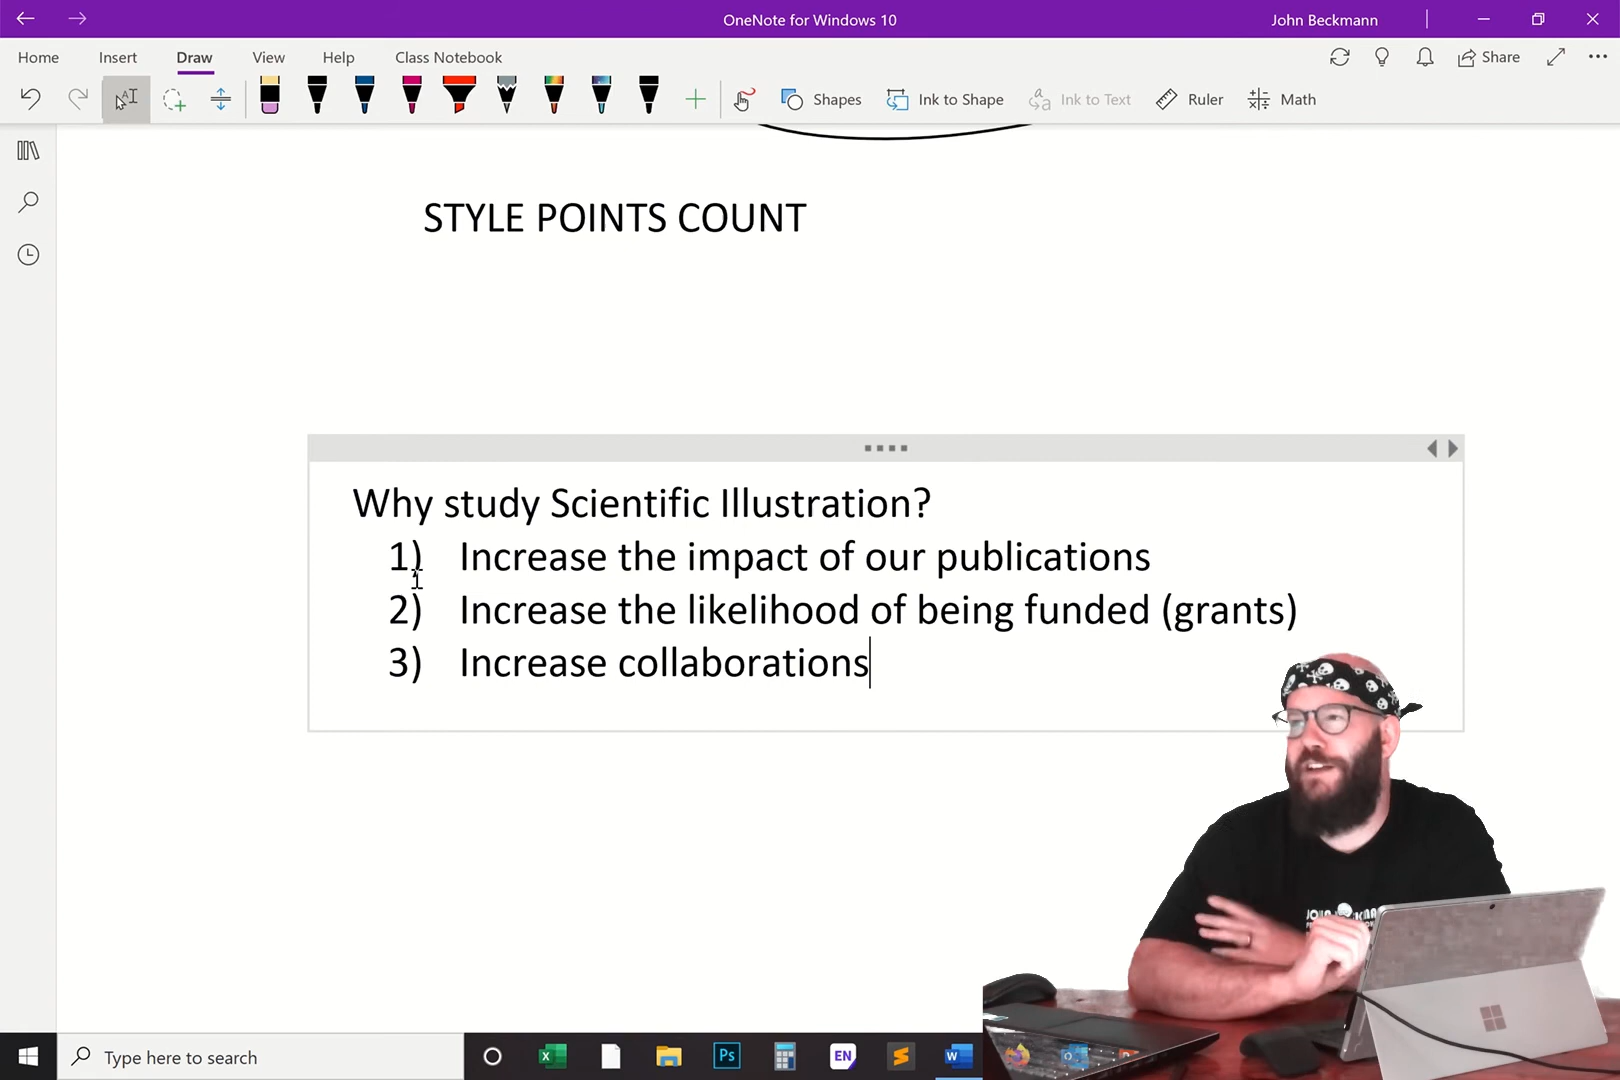 OneNote for Windows 10
John Beckmann
Home Insert Draw View Help Class Notebook
Share
Shapes Ink to Shape Ink to Text Ruler Math
STYLE POINTS COUNT
Why study Scientific Illustration?
1) Increase the impact of our publications
2) Increase the likelihood of being funded (grants)
3) Increase collaborations
Type here to search
Ps
EN